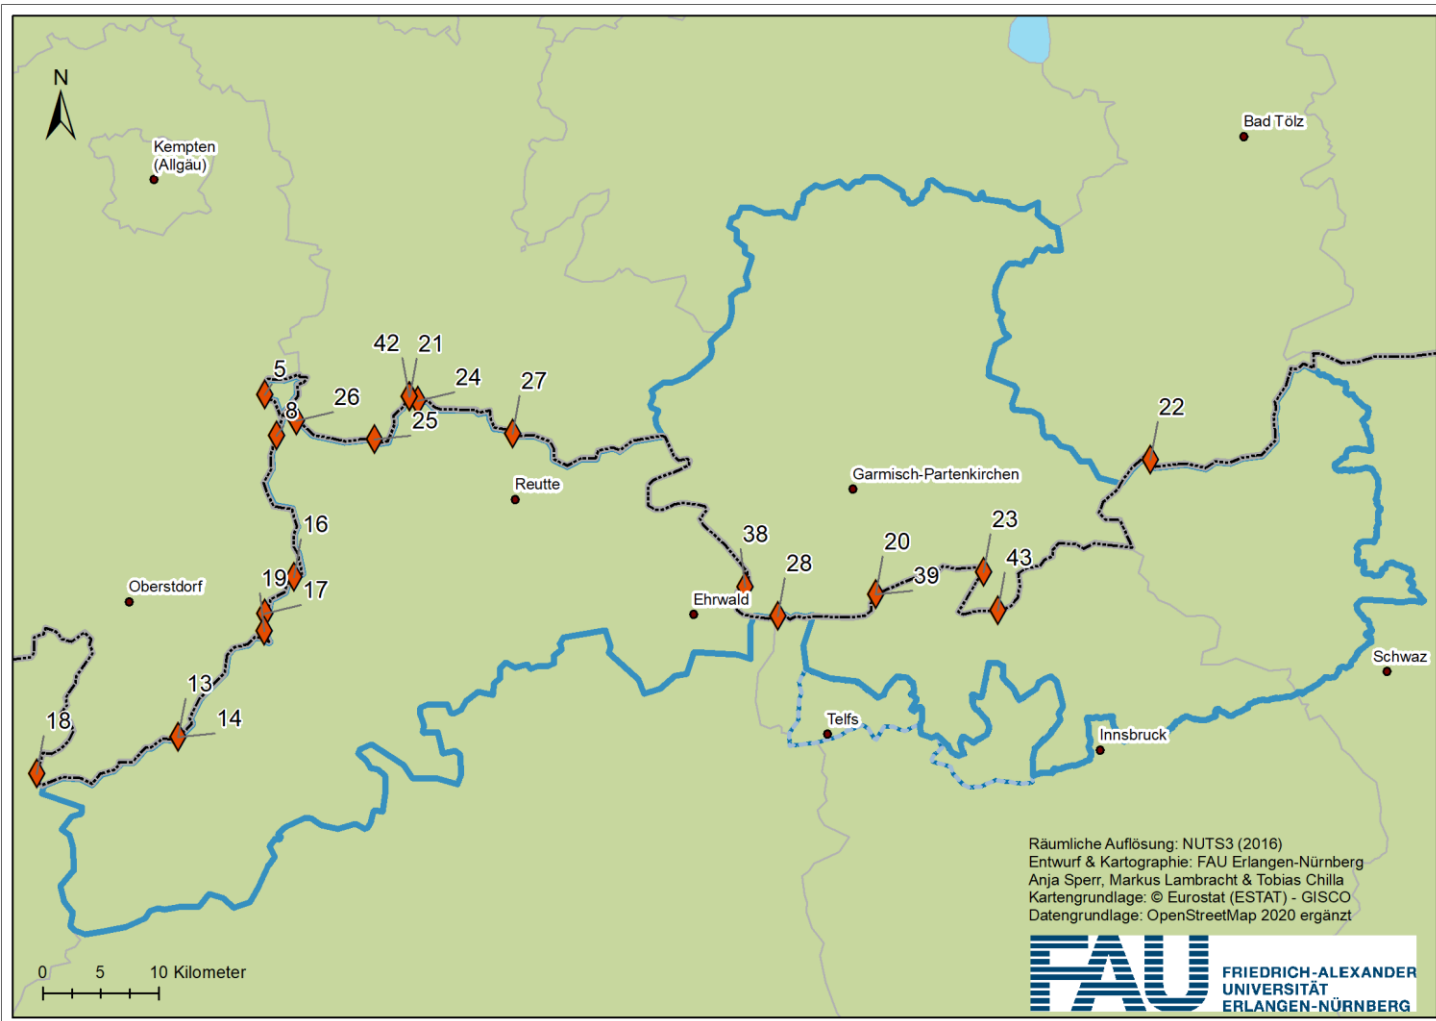 N
Bad Tölz
Kempten
(Allgäu)
42
21
5
24
26
27
8
25
22
Garmisch-Partenkirchen
Reutte
16
23
38
20
43
28
19
17
39
Oberstdorf
Ehrwald
Schwaz
13
18
14
Telfs
Innsbruck
Räumliche Auflösung: NUTS3 (2016)
Entwurf & Kartographie: FAU Erlangen-Nürnberg
Anja Sperr, Markus Lambracht & Tobias Chilla
Kartengrundlage: © Eurostat (ESTAT) - GISCO
Datengrundlage: OpenStreetMap 2020 ergänzt
0 5 10 Kilometer
FAU
FRIEDRICH-ALEXANDER
UNIVERSITÄT
ERLANGEN-NÜRNBERG